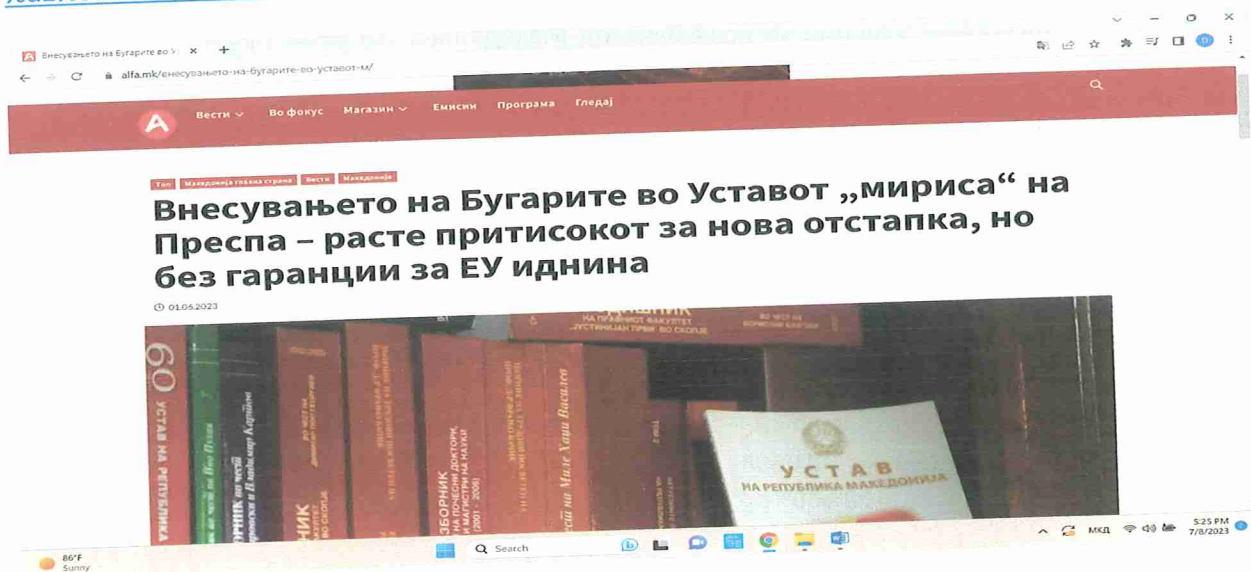 Внесувањето на Бугарите во У
alfa.mk/внесувањето-на-бугарите-во-уставот-м/
A Вести Во фокус Магазин Емисии Програма Гледај
Топ Македонија главна страна Вести Македонија
Внесувањето на Бугарите во Уставот „мириса“ на
Преспа – расте притисокот за нова отстапка, но
без гаранции за ЕУ иднина
01.06.2023
60 УСТАВ НА РЕПУБЛИКА
НА ПРАВНИОТ ФАКУЛТЕТ
„ЈУСТИНИЈАН ПРВИ“ ВО СКОПЈЕ
ЗБОРНИК
НА ПОЧЕСНИ ДОКТОРИ,
И МАГИСТРИ НА НАУКИ
(2001 - 2006)
на Миле Хаџи Василев
ТОМ 2
УСТАВ
НА РЕПУБЛИКА МАКЕДОНИЈА
86°F
Sunny
Search
МКД
5:25 PM
7/8/2023